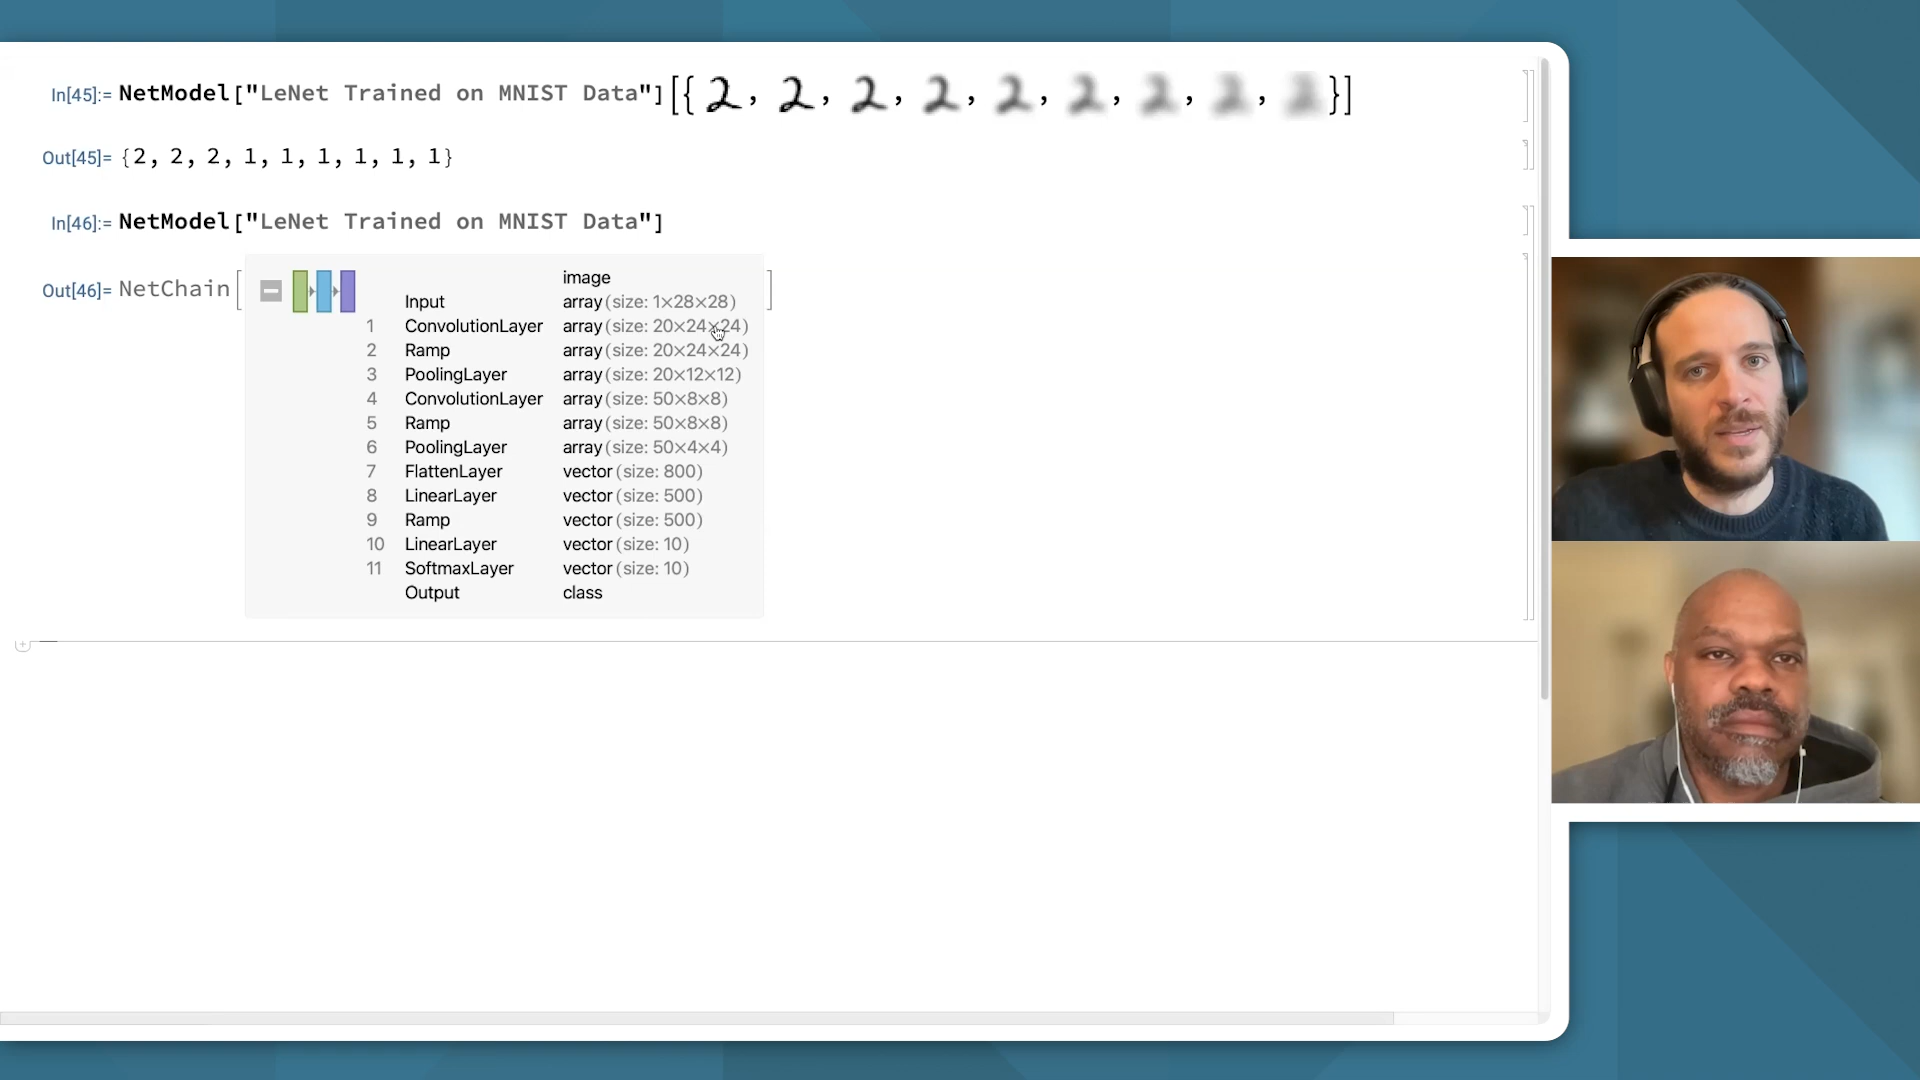 In[45]:= NetModel["LeNet Trained on MNIST Data"][{2, 2, 2, 2, 2, 2, 2, 2, 2}]
Out[45]= {2, 2, 2, 1, 1, 1, 1, 1, 1}
In[46]:= NetModel["LeNet Trained on MNIST Data"]
Out[46]= NetChain[ ]
image
Input array (size: 1×28×28)
1 ConvolutionLayer array (size: 20×24×24)
2 Ramp array (size: 20×24×24)
3 PoolingLayer array (size: 20×12×12)
4 ConvolutionLayer array (size: 50×8×8)
5 Ramp array (size: 50×8×8)
6 PoolingLayer array (size: 50×4×4)
7 FlattenLayer vector (size: 800)
8 LinearLayer vector (size: 500)
9 Ramp vector (size: 500)
10 LinearLayer vector (size: 10)
11 SoftmaxLayer vector (size: 10)
Output class